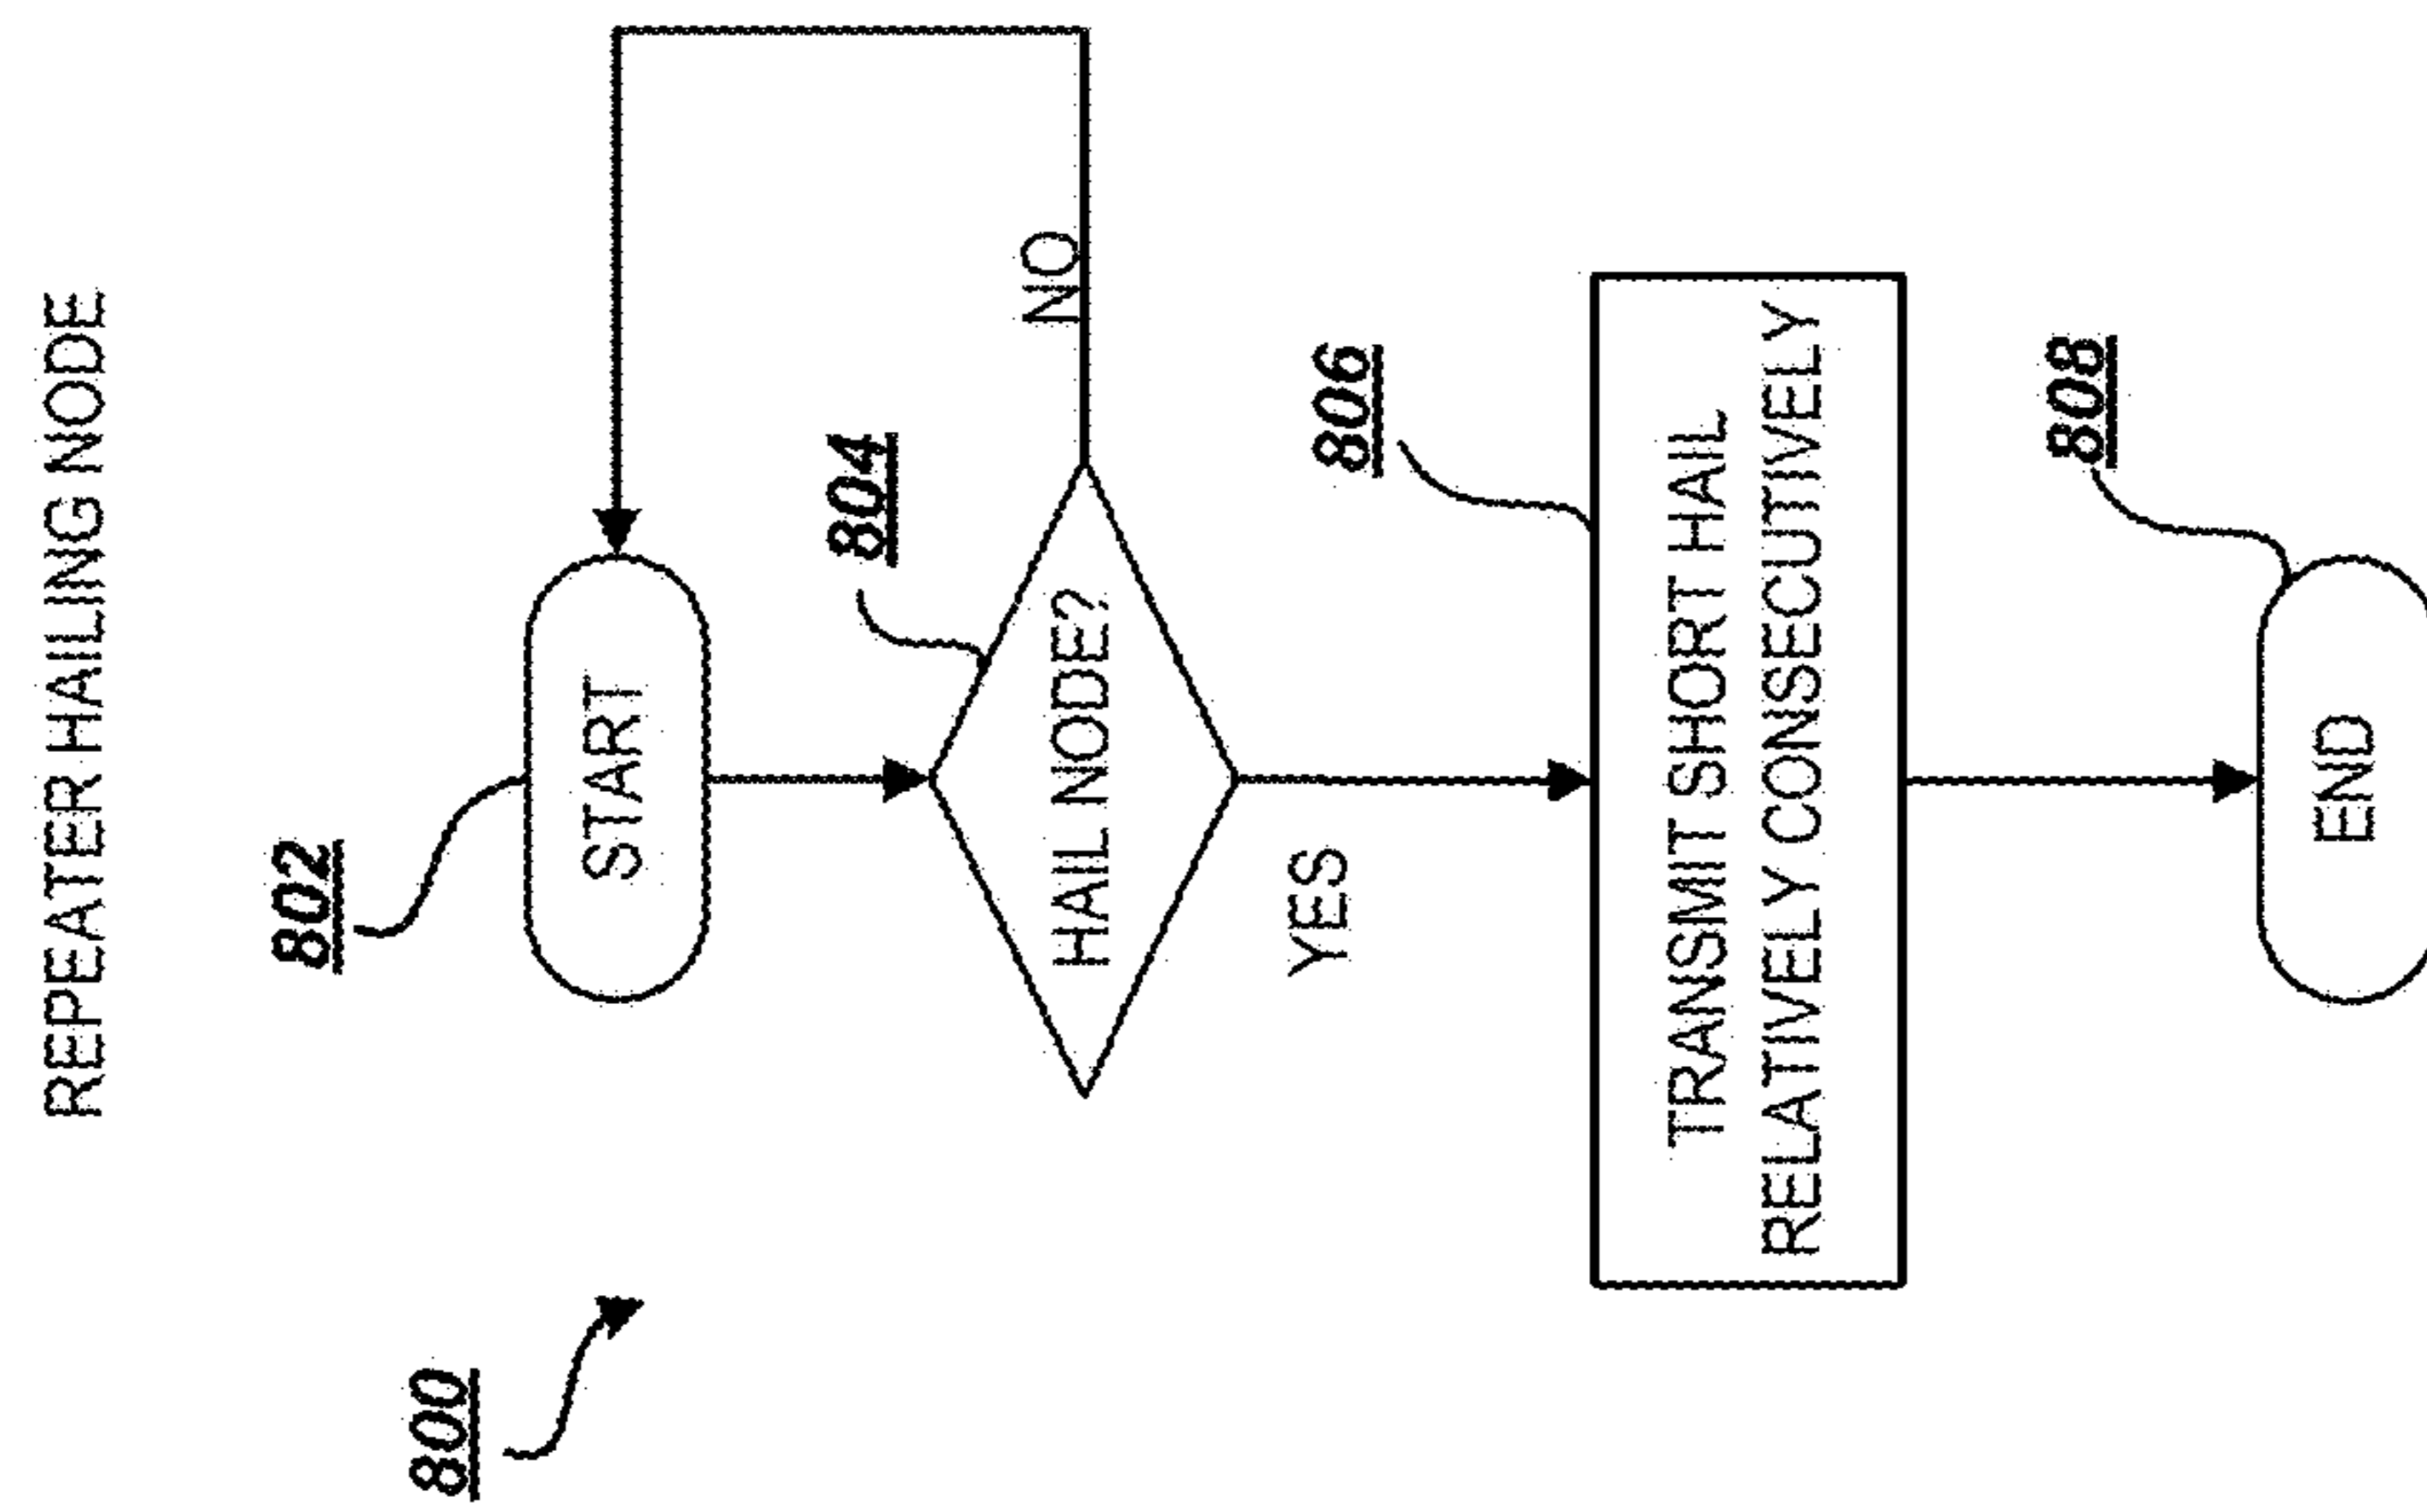 REPEATER HAILING NODE
800
802
START
804
HAIL NODE?
NO
YES
806
TRANSMIT SHORT HAIL
RELATIVELY CONSECUTIVELY
808
END